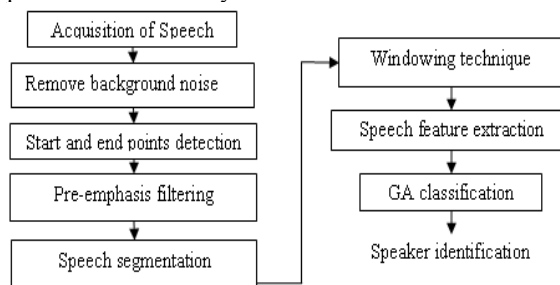 Acquisition of Speech
Remove background noise
Start and end points detection
Pre-emphasis filtering
Speech segmentation
Windowing technique
Speech feature extraction
GA classification
Speaker identification